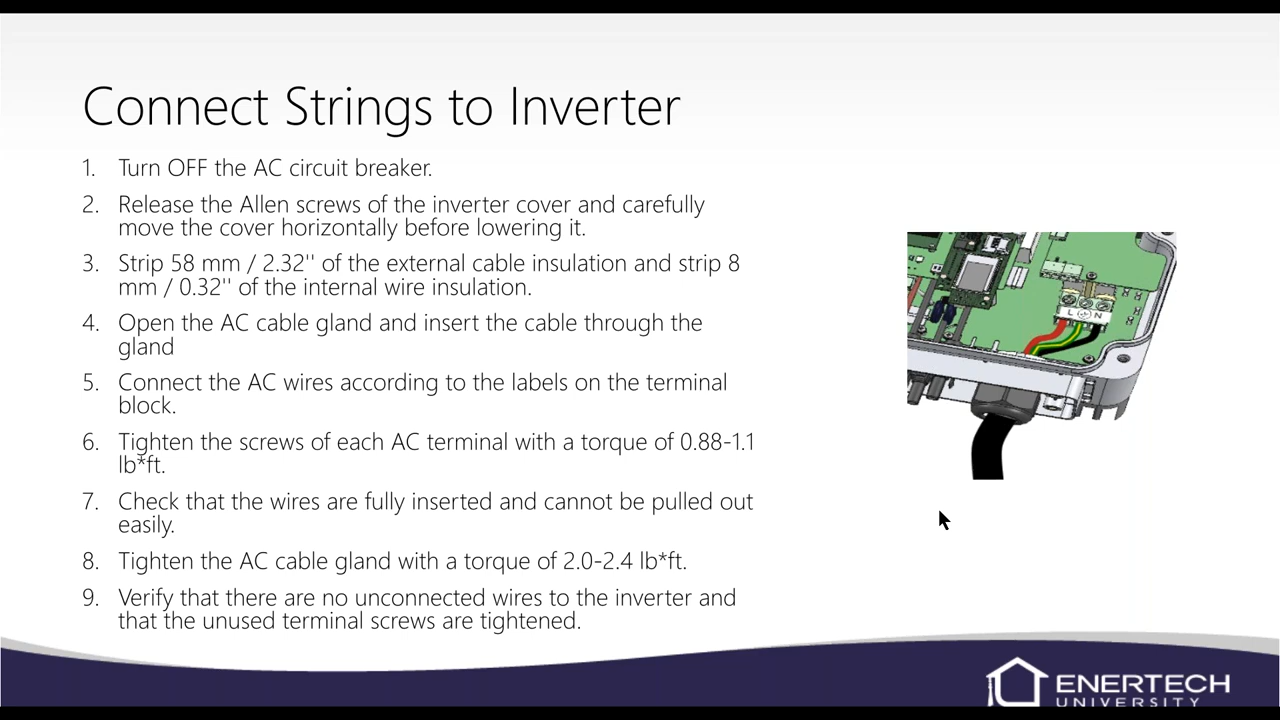 Connect Strings to Inverter
1. Turn OFF the AC circuit breaker.
2. Release the Allen screws of the inverter cover and carefully
move the cover horizontally before lowering it.
3. Strip 58 mm / 2.32'' of the external cable insulation and strip 8
mm / 0.32'' of the internal wire insulation.
4. Open the AC cable gland and insert the cable through the
gland
5. Connect the AC wires according to the labels on the terminal
block.
6. Tighten the screws of each AC terminal with a torque of 0.88-1.1
lb*ft.
7. Check that the wires are fully inserted and cannot be pulled out
easily.
8. Tighten the AC cable gland with a torque of 2.0-2.4 lb*ft.
9. Verify that there are no unconnected wires to the inverter and
that the unused terminal screws are tightened.
L N
ENERTECH
UNIVERSITY